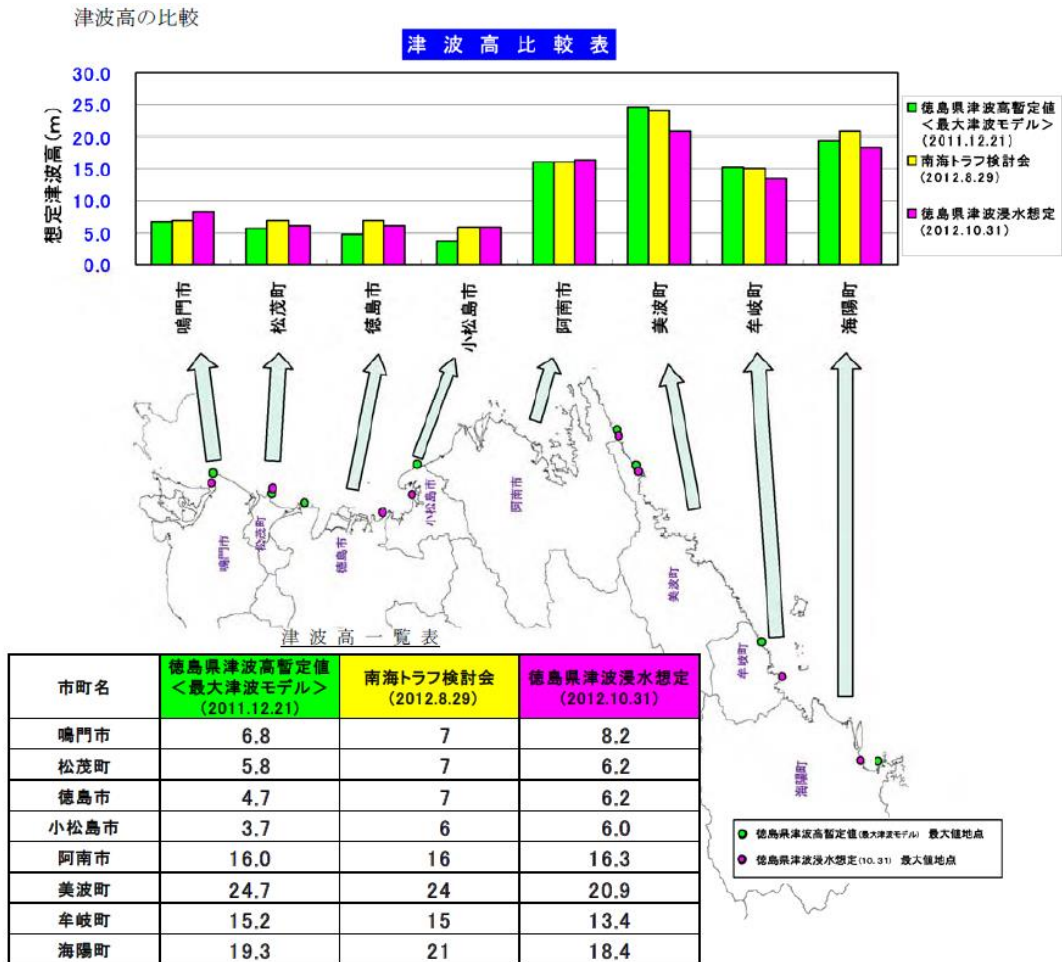 津波高の比較
津 波 高 比 較 表
想定津波高(m)
30.0
25.0
20.0
15.0
10.0
5.0
0.0
徳島県津波高暫定値
<最大津波モデル>
(2011.12.21)
南海トラフ検討会
(2012.8.29)
徳島県津波浸水想定
(2012.10.31)
鳴門市
松茂町
徳島市
小松島市
阿南市
美波町
牟岐町
海陽町
鳴門市
松茂町
徳島市
小松島市
阿南市
美波町
牟岐町
海陽町
徳島県津波高暫定値(最大津波モデル) 最大値地点
徳島県津波浸水想定(10.31) 最大値地点
津 波 高 一 覧 表
市町名 徳島県津波高暫定値 <最大津波モデル> (2011.12.21) 南海トラフ検討会 (2012.8.29) 徳島県津波浸水想定 (2012.10.31)
鳴門市 6.8 7 8.2
松茂町 5.8 7 6.2
徳島市 4.7 7 6.2
小松島市 3.7 6 6.0
阿南市 16.0 16 16.3
美波町 24.7 24 20.9
牟岐町 15.2 15 13.4
海陽町 19.3 21 18.4